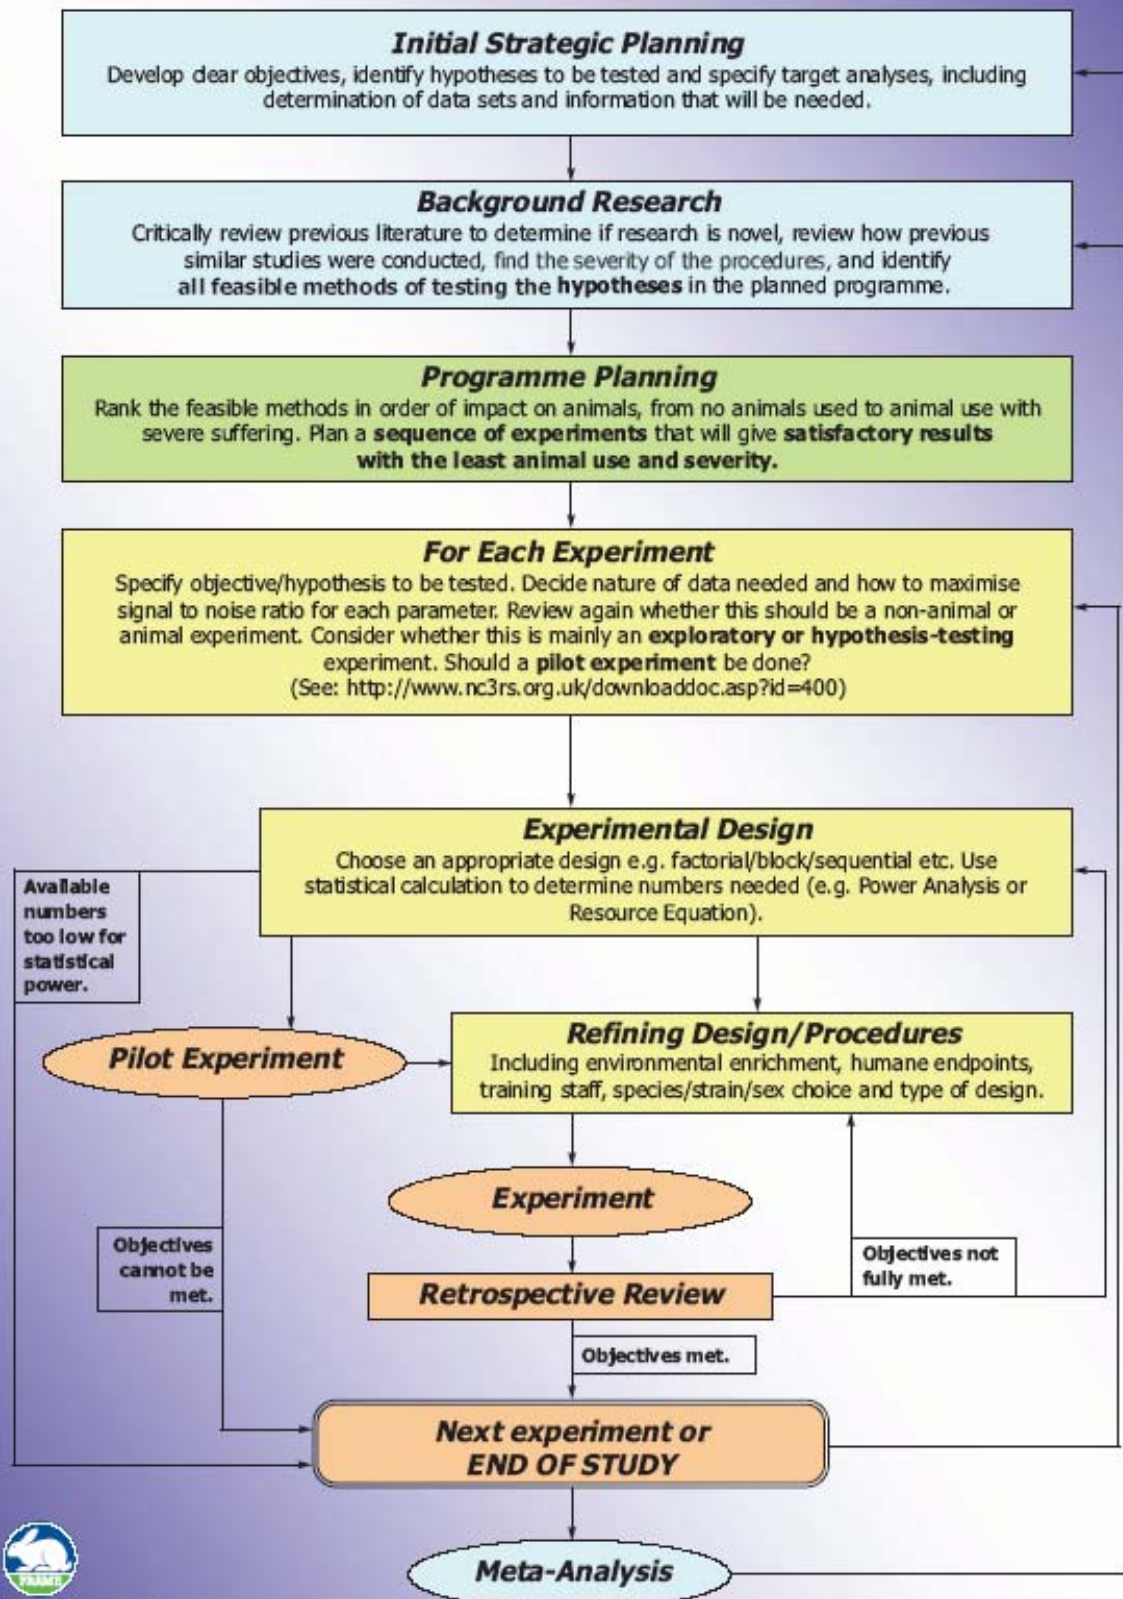 Initial Strategic Planning
Develop clear objectives, identify hypotheses to be tested and specify target analyses, including
determination of data sets and information that will be needed.
Background Research
Critically review previous literature to determine if research is novel, review how previous
similar studies were conducted, find the severity of the procedures, and identify
all feasible methods of testing the hypotheses in the planned programme.
Programme Planning
Rank the feasible methods in order of impact on animals, from no animals used to animal use with
severe suffering. Plan a sequence of experiments that will give satisfactory results
with the least animal use and severity.
For Each Experiment
Specify objective/hypothesis to be tested. Decide nature of data needed and how to maximise
signal to noise ratio for each parameter. Review again whether this should be a non-animal or
animal experiment. Consider whether this is mainly an exploratory or hypothesis-testing
experiment. Should a pilot experiment be done?
(See: http://www.nc3rs.org.uk/downloaddoc.asp?id=400)
Experimental Design
Choose an appropriate design e.g. factorial/block/sequential etc. Use
statistical calculation to determine numbers needed (e.g. Power Analysis or
Resource Equation).
Available
numbers
too low for
statistical
power.
Pilot Experiment
Refining Design/Procedures
Including environmental enrichment, humane endpoints,
training staff, species/strain/sex choice and type of design.
Experiment
Objectives
cannot be
met.
Objectives not
fully met.
Retrospective Review
Objectives met.
Next experiment or
END OF STUDY
Meta-Analysis
FRAME